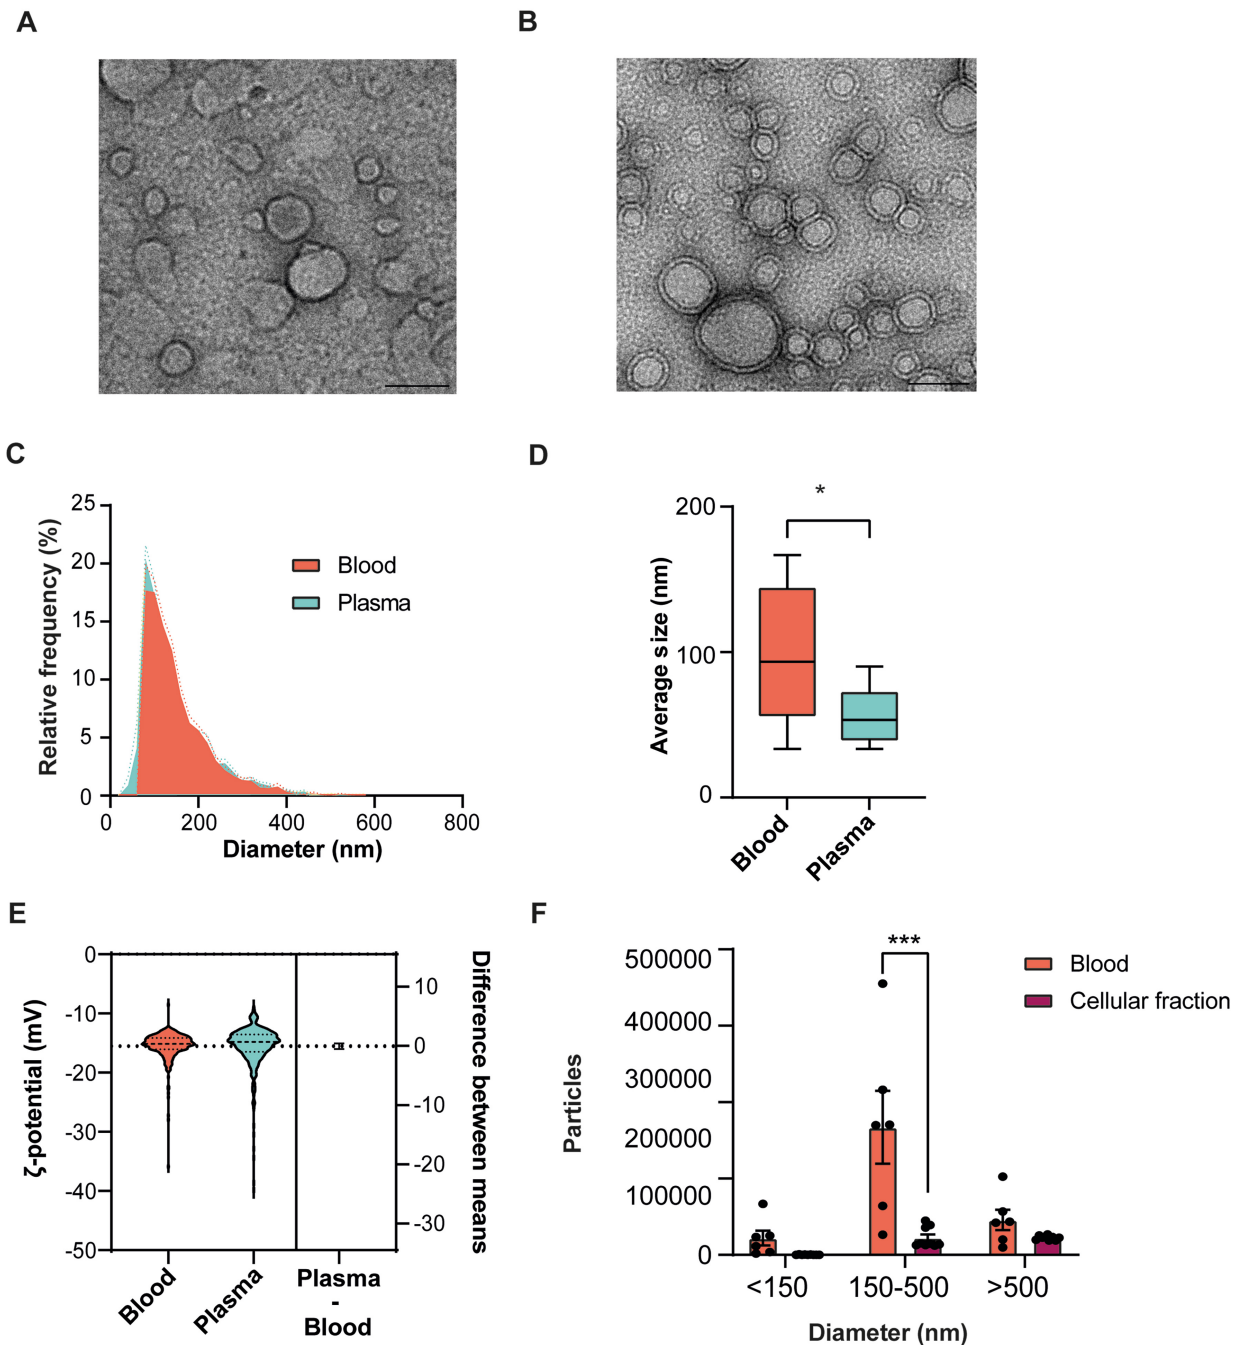 A
B
C
25
20
15
10
5
0
Relative frequency (%)
Blood
Plasma
0 200 400 600 800
Diameter (nm)
D
*
200
100
0
Average size (nm)
Blood
Plasma
E
0
-10
-20
-30
-40
-50
ζ-potential (mV)
10
0
-10
-20
-30
Difference between means
Blood
Plasma
Plasma
-
Blood
F
***
500000
400000
300000
200000
100000
0
Particles
Blood
Cellular fraction
<150 150-500 >500
Diameter (nm)